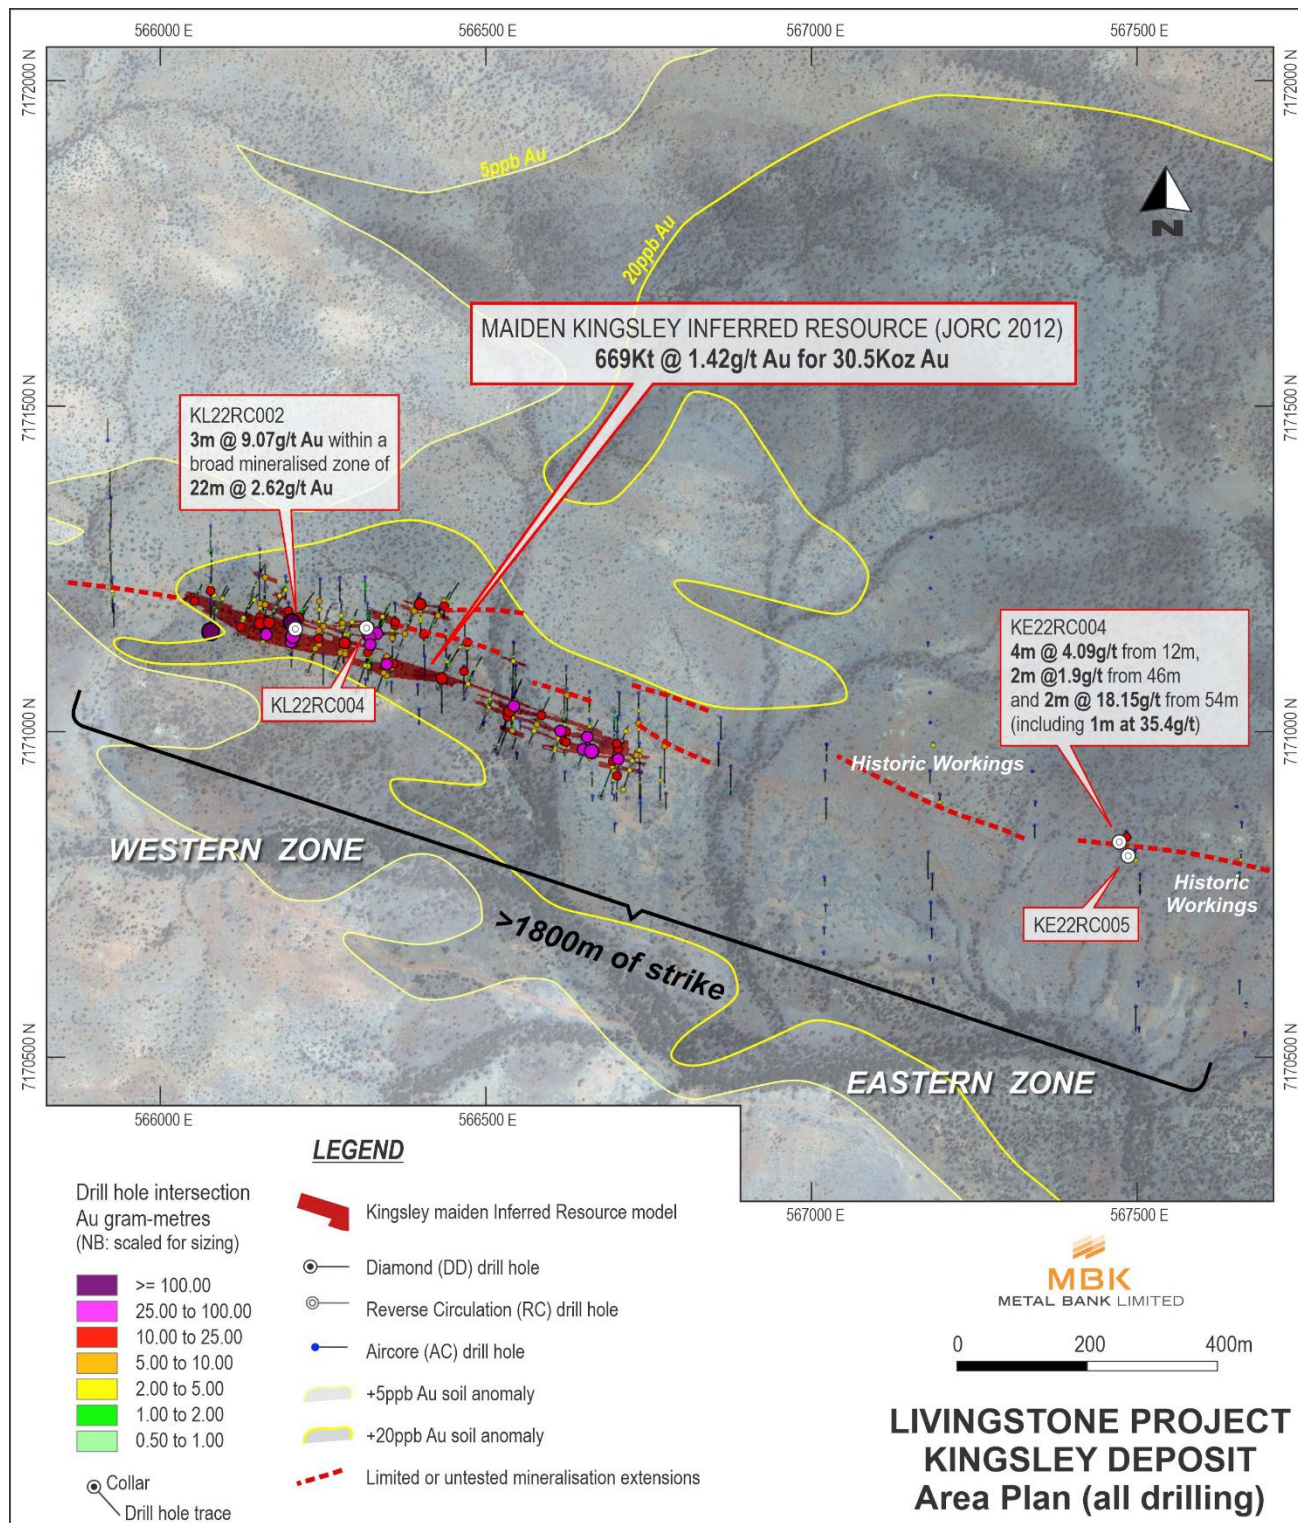 566000 E
566500 E
567000 E
567500 E
7172000 N
7172000 N
5ppb Au
20ppb Au
N
MAIDEN KINGSLEY INFERRED RESOURCE (JORC 2012)
669Kt @ 1.42g/t Au for 30.5Koz Au
7171500 N
7171500 N
KL22RC002
3m @ 9.07g/t Au within a
broad mineralised zone of
22m @ 2.62g/t Au
KL22RC004
KE22RC004
4m @ 4.09g/t from 12m,
2m @1.9g/t from 46m
and 2m @ 18.15g/t from 54m
(including 1m at 35.4g/t)
7171000 N
7171000 N
Historic Workings
WESTERN ZONE
Historic
Workings
KE22RC005
>1800m of strike
7170500 N
7170500 N
EASTERN ZONE
566000 E
566500 E
567000 E
567500 E
LEGEND
Drill hole intersection
Au gram-metres
(NB: scaled for sizing)
>= 100.00
25.00 to 100.00
10.00 to 25.00
5.00 to 10.00
2.00 to 5.00
1.00 to 2.00
0.50 to 1.00
Collar
Drill hole trace
Kingsley maiden Inferred Resource model
Diamond (DD) drill hole
Reverse Circulation (RC) drill hole
Aircore (AC) drill hole
+5ppb Au soil anomaly
+20ppb Au soil anomaly
Limited or untested mineralisation extensions
MBK
METAL BANK LIMITED
0 200 400m
LIVINGSTONE PROJECT
KINGSLEY DEPOSIT
Area Plan (all drilling)